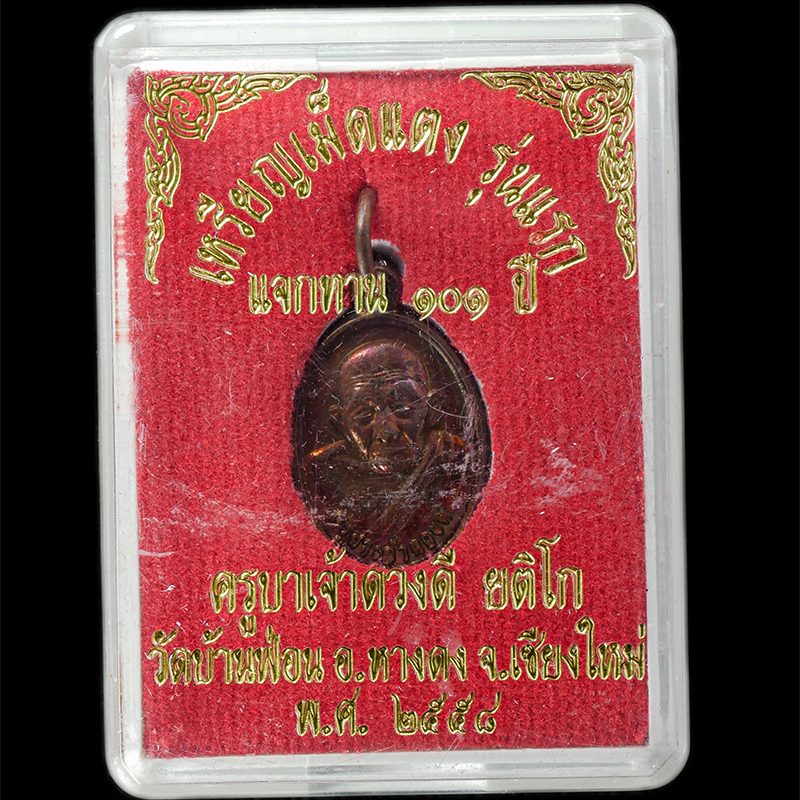 เหรียญเม็ดแตง รุ่นแรก
แจกทาน ๑๐๑ ปี
ครูบาเจ้าดวงดี ยติโก
วัดบ้านฟ่อน อ.หางดง จ.เชียงใหม่
พ.ศ. ๒๕๕๘